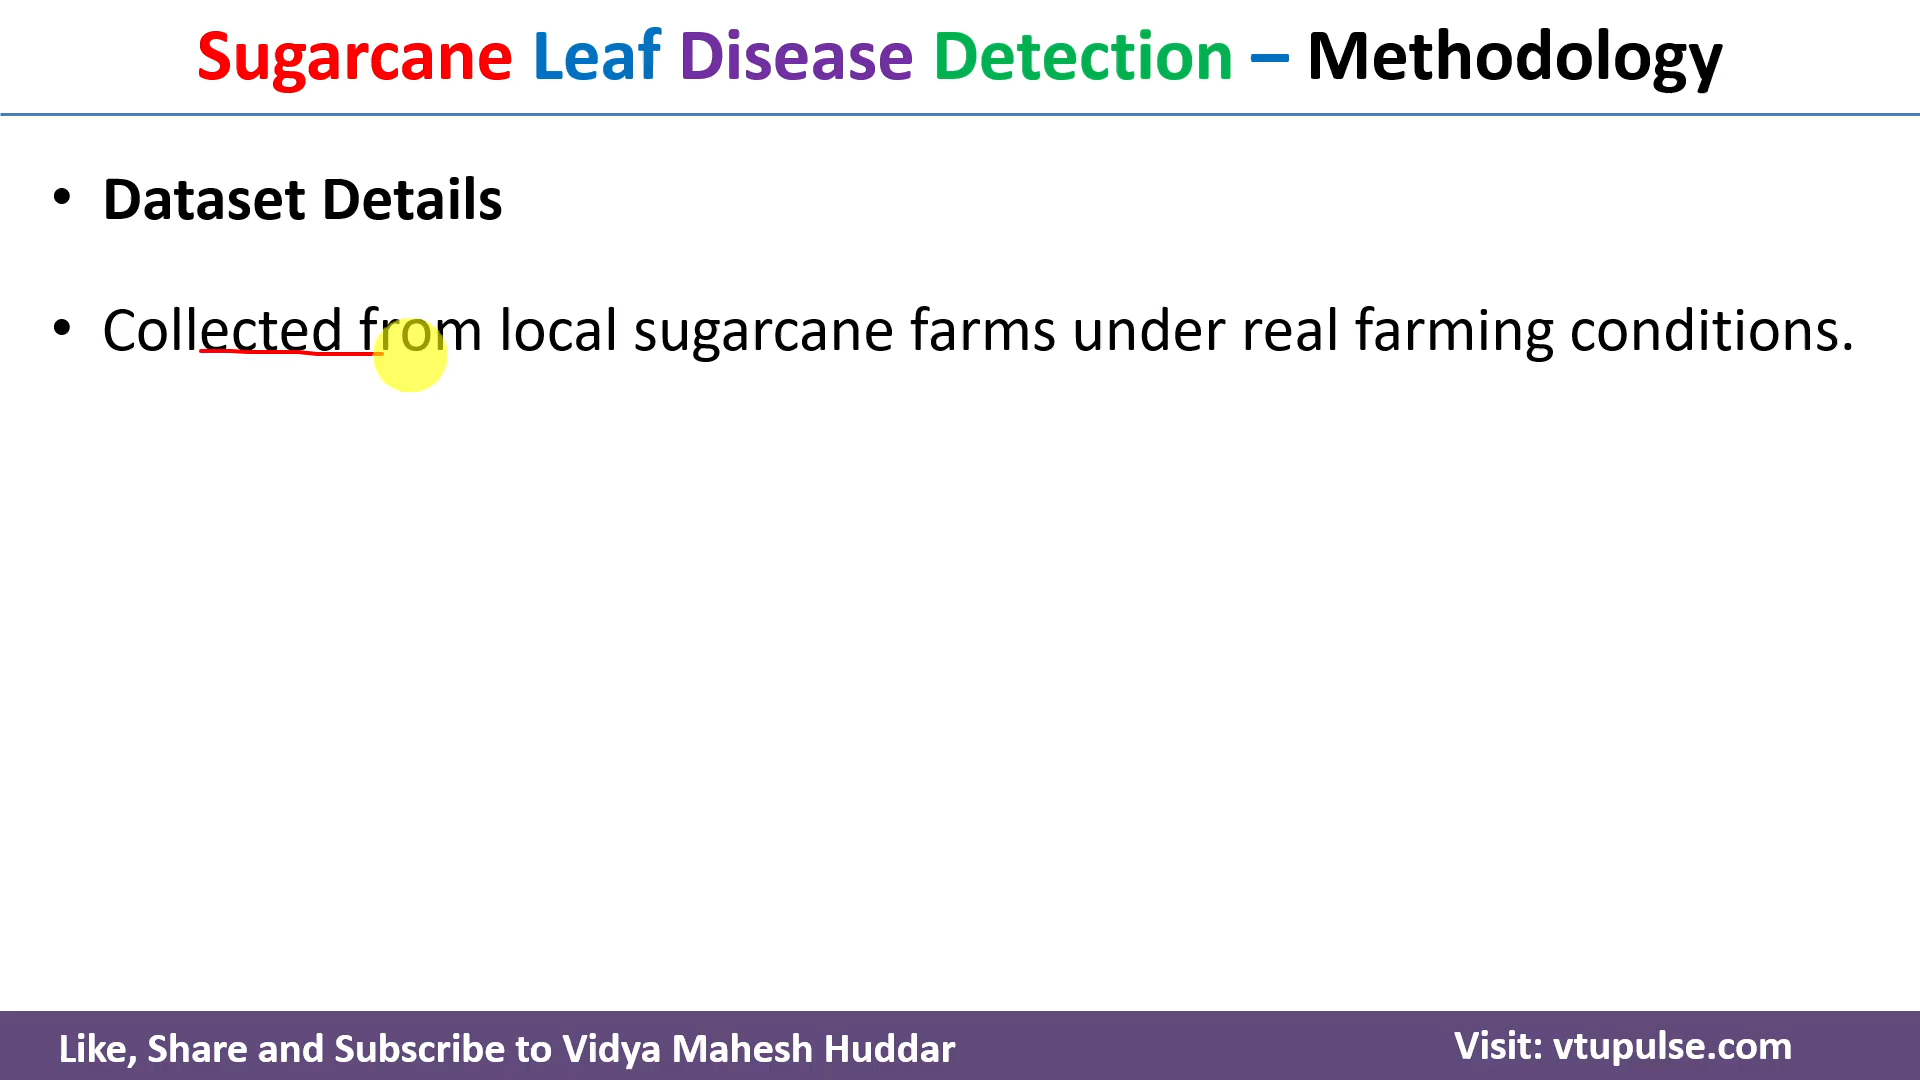 Sugarcane Leaf Disease Detection – Methodology
• Dataset Details
• Collected from local sugarcane farms under real farming conditions.
Like, Share and Subscribe to Vidya Mahesh Huddar
Visit: vtupulse.com